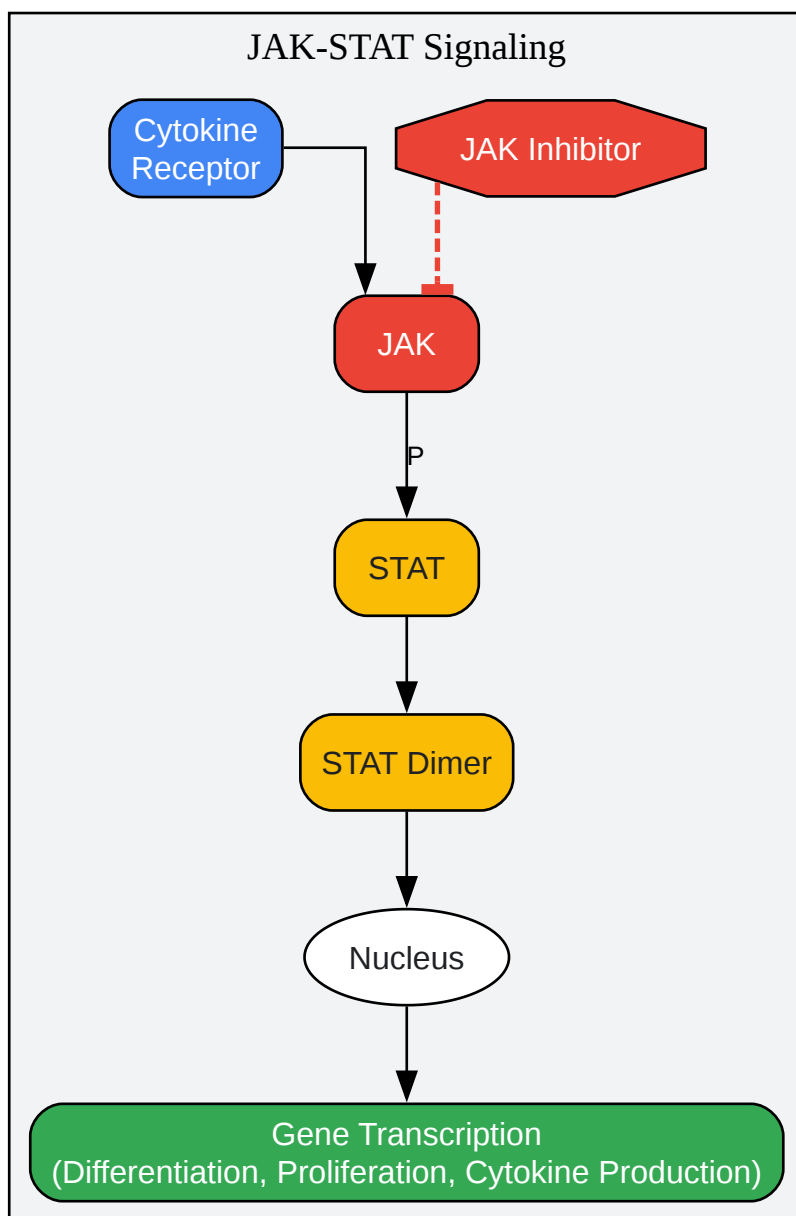 JAK-STAT Signaling
Cytokine
Receptor
JAK Inhibitor
JAK
P
STAT
STAT Dimer
Nucleus
Gene Transcription
(Differentiation, Proliferation, Cytokine Production)